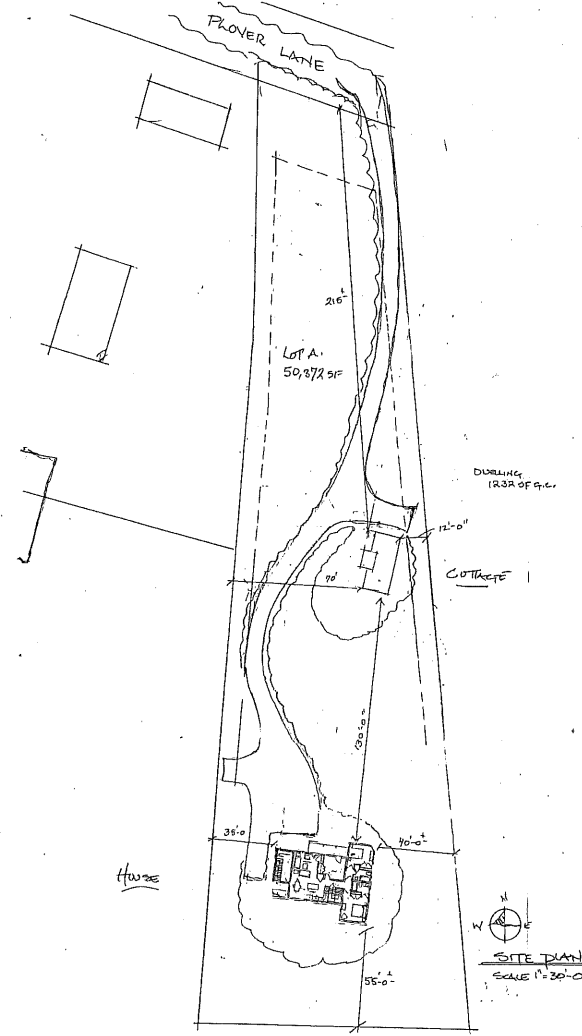 PLOVER LANE
215'±
LOT A.
50,372 SF
DWELLING
1232 SF G.C.
12'-0"
COTTAGE
70'
130'-0"±
35'-0
40'-0"±
HOUSE
N
W
E
SITE PLAN
SCALE 1"=30'-0
55'-0"±